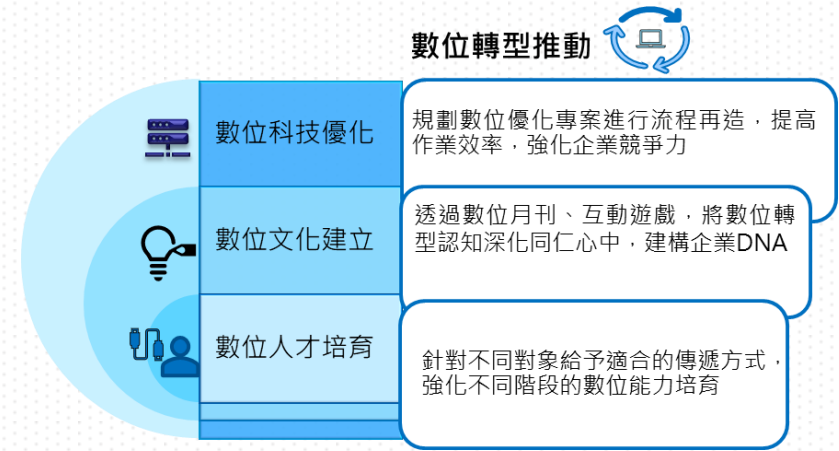 數位轉型推動
數位科技優化
規劃數位優化專案進行流程再造，提高
作業效率，強化企業競爭力
數位文化建立
透過數位月刊、互動遊戲，將數位轉
型認知深化同仁心中，建構企業DNA
數位人才培育
針對不同對象給予適合的傳遞方式，
強化不同階段的數位能力培育